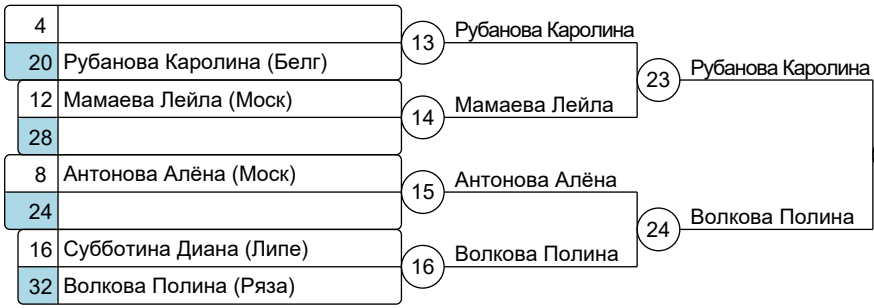 4
13
Рубанова Каролина
20 Рубанова Каролина (Белг)
23
Рубанова Каролина
12 Мамаева Лейла (Моск)
14
Мамаева Лейла
28
8 Антонова Алёна (Моск)
15
Антонова Алёна
24
24
Волкова Полина
16 Субботина Диана (Липе)
16
Волкова Полина
32 Волкова Полина (Ряза)